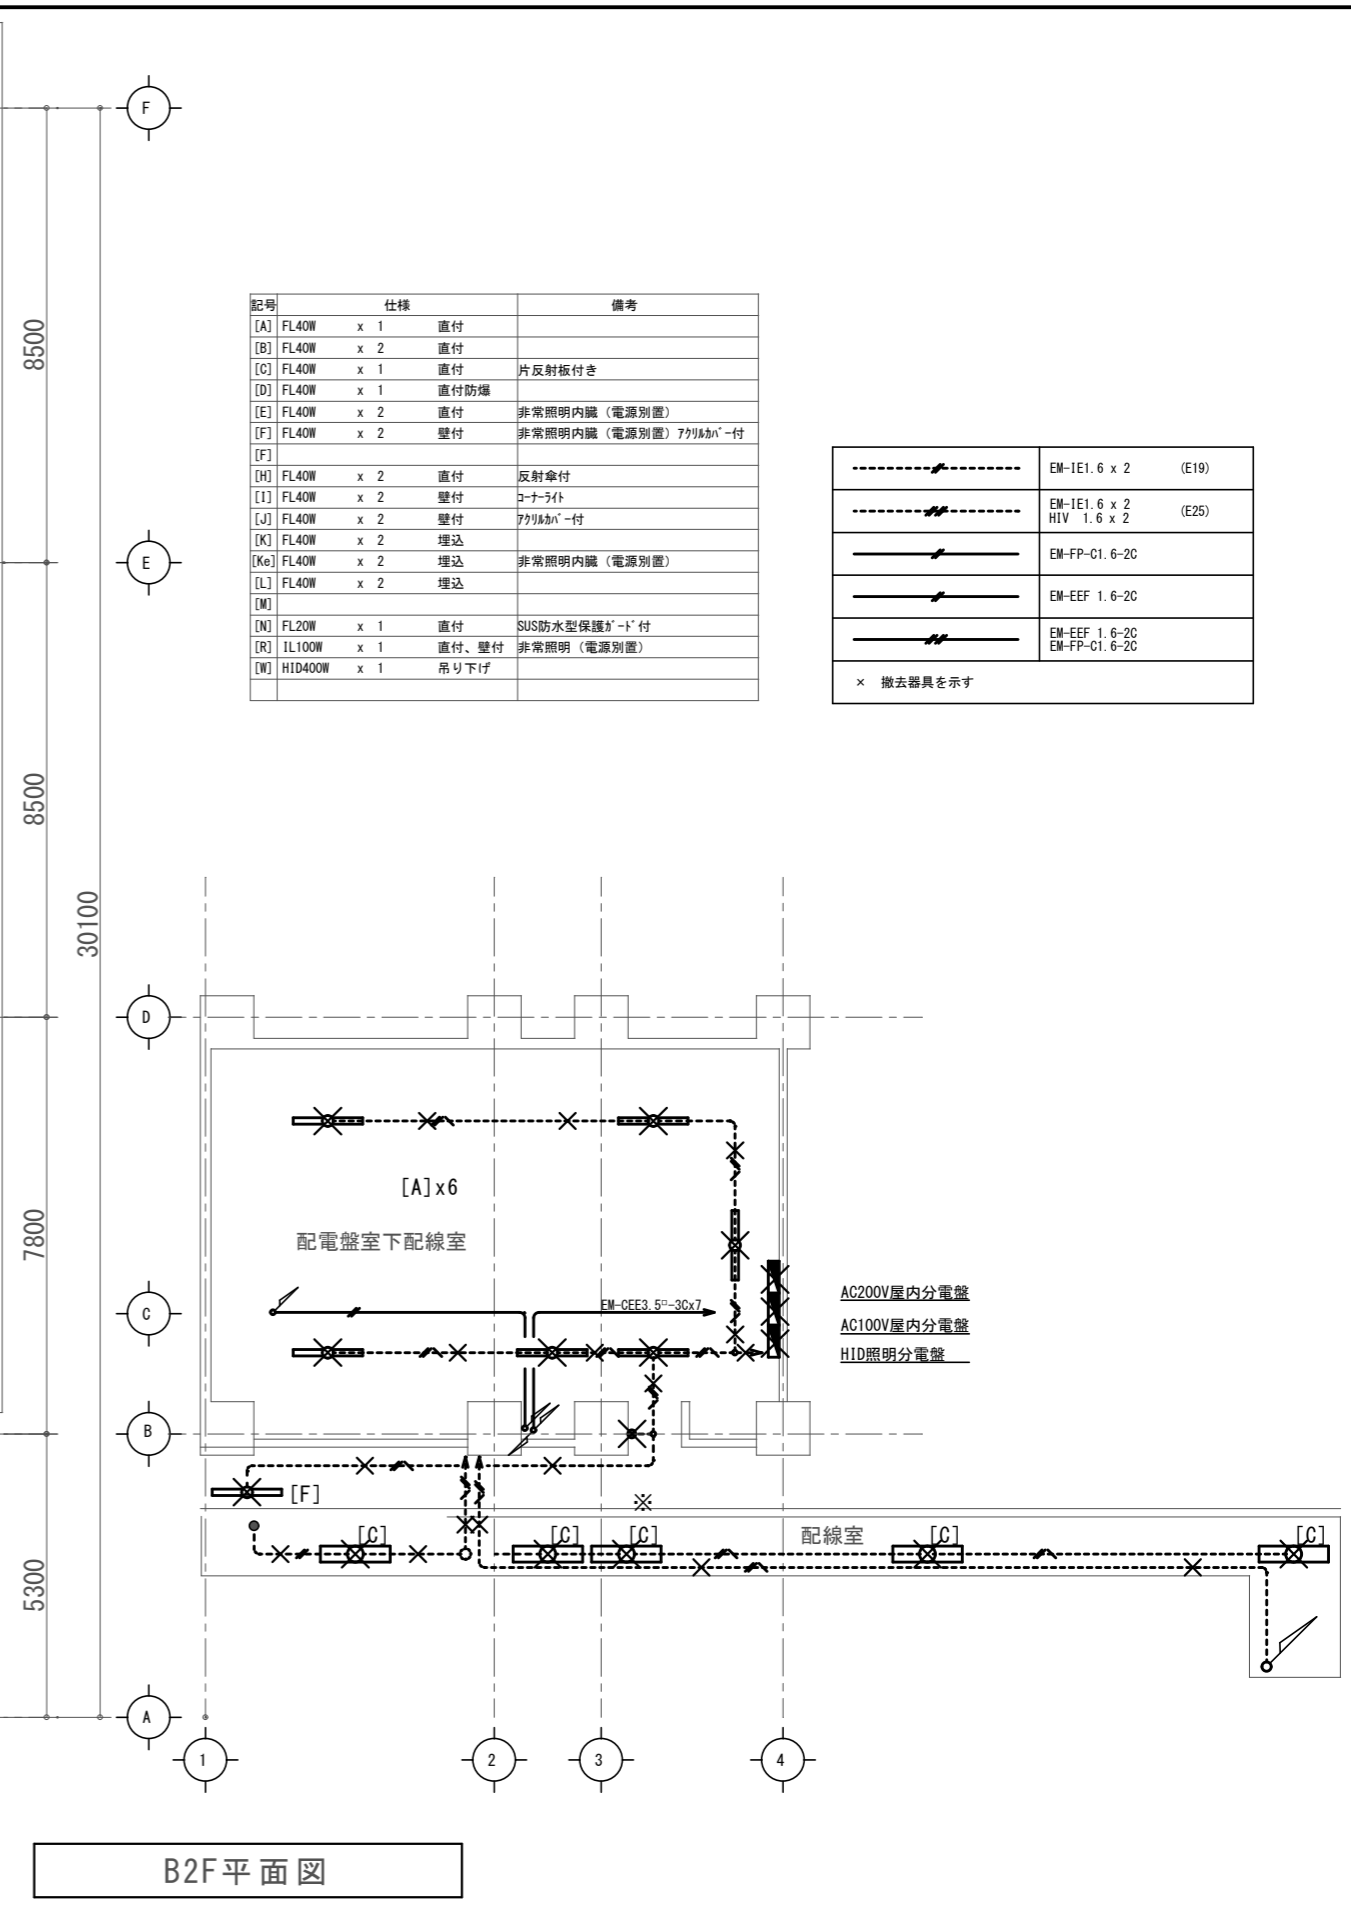 F
8500
記号 仕様 備考
[A] FL40W x 1 直付
[B] FL40W x 2 直付
[C] FL40W x 1 直付 片反射板付き
[D] FL40W x 1 直付防爆
[E] FL40W x 2 直付 非常照明内臓（電源別置）
[F] FL40W x 2 壁付 非常照明内臓（電源別置）ｱｸﾘﾙｶﾊﾞｰ付
[F]
[H] FL40W x 2 直付 反射傘付
[I] FL40W x 2 壁付 ｺｰﾅｰﾗｲﾄ
[J] FL40W x 2 壁付 ｱｸﾘﾙｶﾊﾞｰ付
[K] FL40W x 2 埋込
[Ke] FL40W x 2 埋込 非常照明内臓（電源別置）
[L] FL40W x 2 埋込
[M]
[N] FL20W x 1 直付 SUS防水型保護ｶﾞｰﾄﾞ付
[R] IL100W x 1 直付、壁付 非常照明（電源別置）
[W] HID400W x 1 吊り下げ
EM-IE1.6 x 2 (E19)
EM-IE1.6 x 2
HIV 1.6 x 2 (E25)
EM-FP-C1.6-2C
EM-EEF 1.6-2C
EM-EEF 1.6-2C
EM-FP-C1.6-2C
× 撤去器具を示す
E
8500
30100
D
[A]x6
配電盤室下配線室
7800
C
EM-CEE3.5□-3Cx7
AC200V屋内分電盤
AC100V屋内分電盤
HID照明分電盤
B
[F]
※
配線室
[C] [C] [C] [C] [C]
5300
A
1 2 3 4
B2F平面図